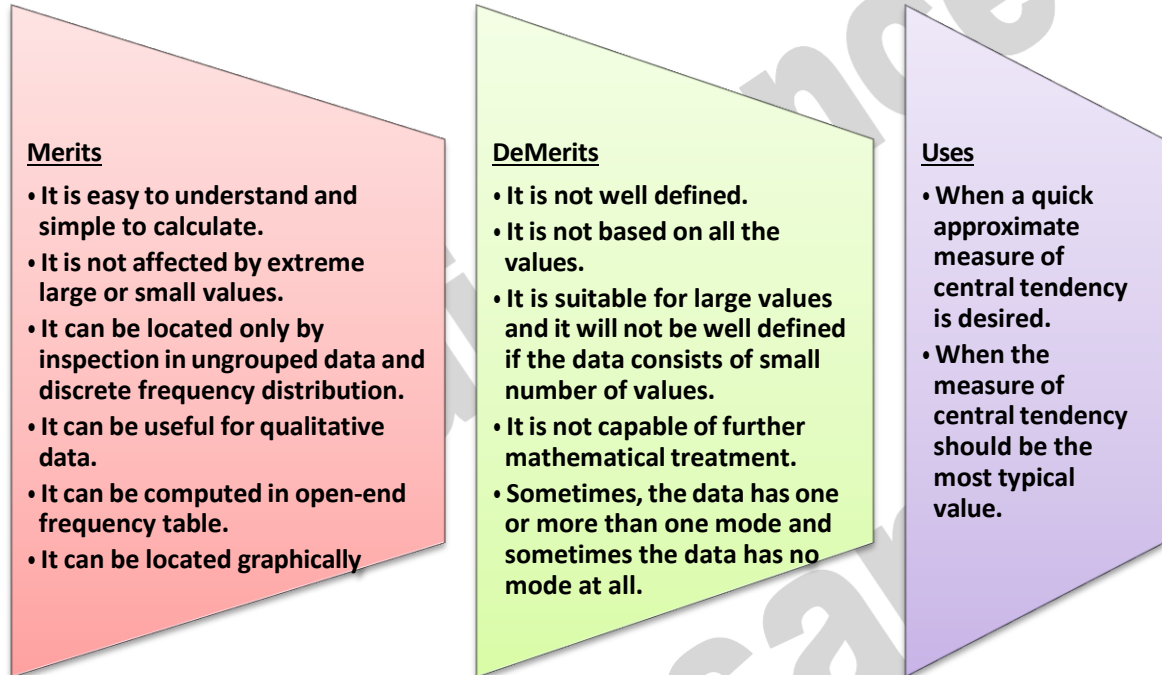 Merits
• It is easy to understand and
simple to calculate.
• It is not affected by extreme
large or small values.
• It can be located only by
inspection in ungrouped data and
discrete frequency distribution.
• It can be useful for qualitative
data.
• It can be computed in open-end
frequency table.
• It can be located graphically
DeMerits
• It is not well defined.
• It is not based on all the
values.
• It is suitable for large values
and it will not be well defined
if the data consists of small
number of values.
• It is not capable of further
mathematical treatment.
• Sometimes, the data has one
or more than one mode and
sometimes the data has no
mode at all.
Uses
• When a quick
approximate
measure of
central tendency
is desired.
• When the
measure of
central tendency
should be the
most typical
value.